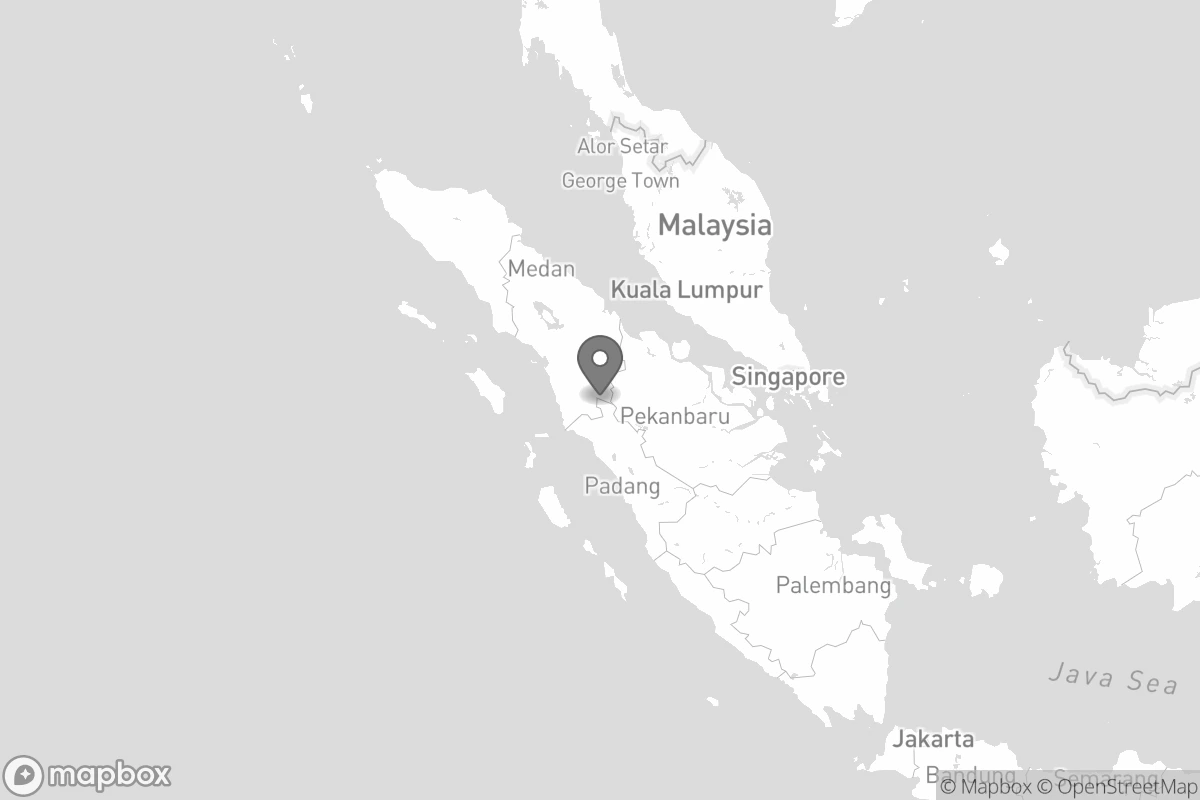 Alor Setar
George Town
Malaysia
Medan
Kuala Lumpur
Singapore
Pekanbaru
Padang
Palembang
Java Sea
Jakarta
Bandung
Semarang
mapbox
© Mapbox © OpenStreetMap